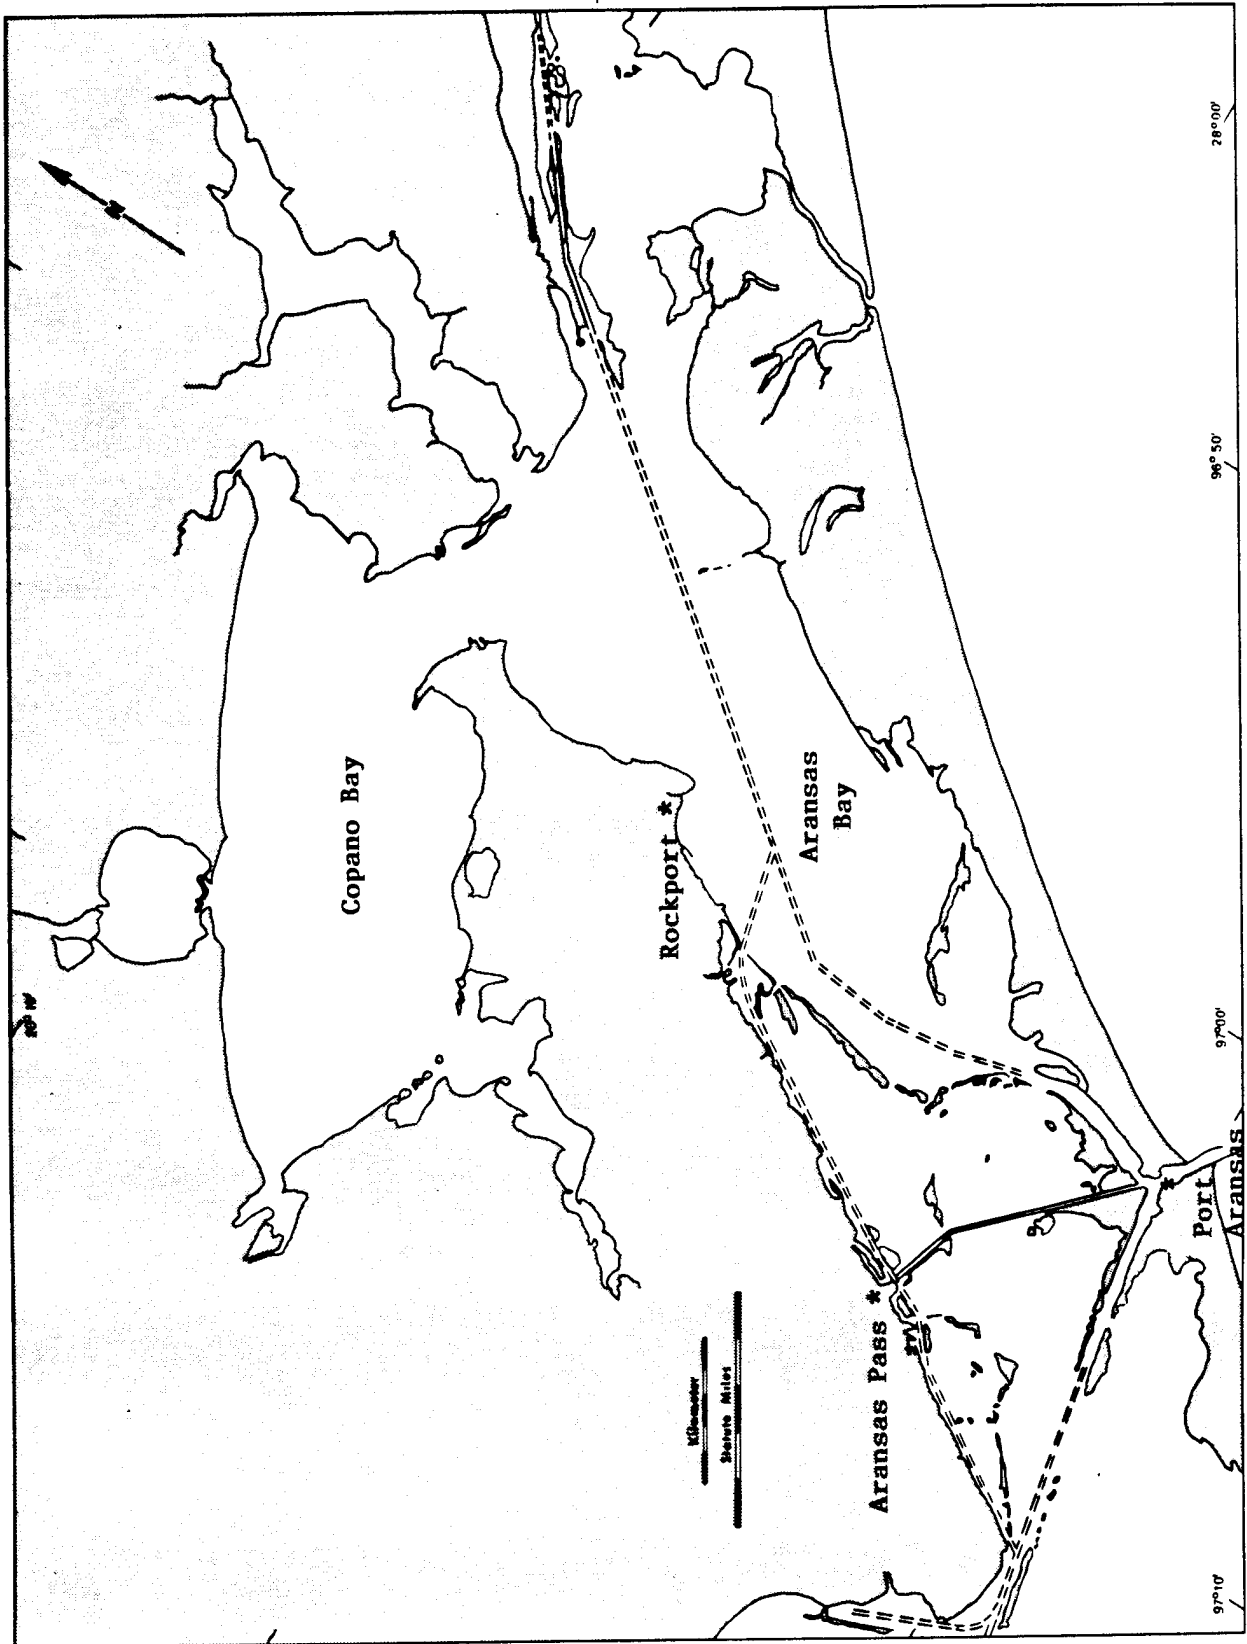 28°00'
N
96°50'
Copano Bay
Aransas
Bay
Rockport *
97°00'
Port
Aransas
*
Aransas Pass *
Kilometer
Statute Miles
97°10'